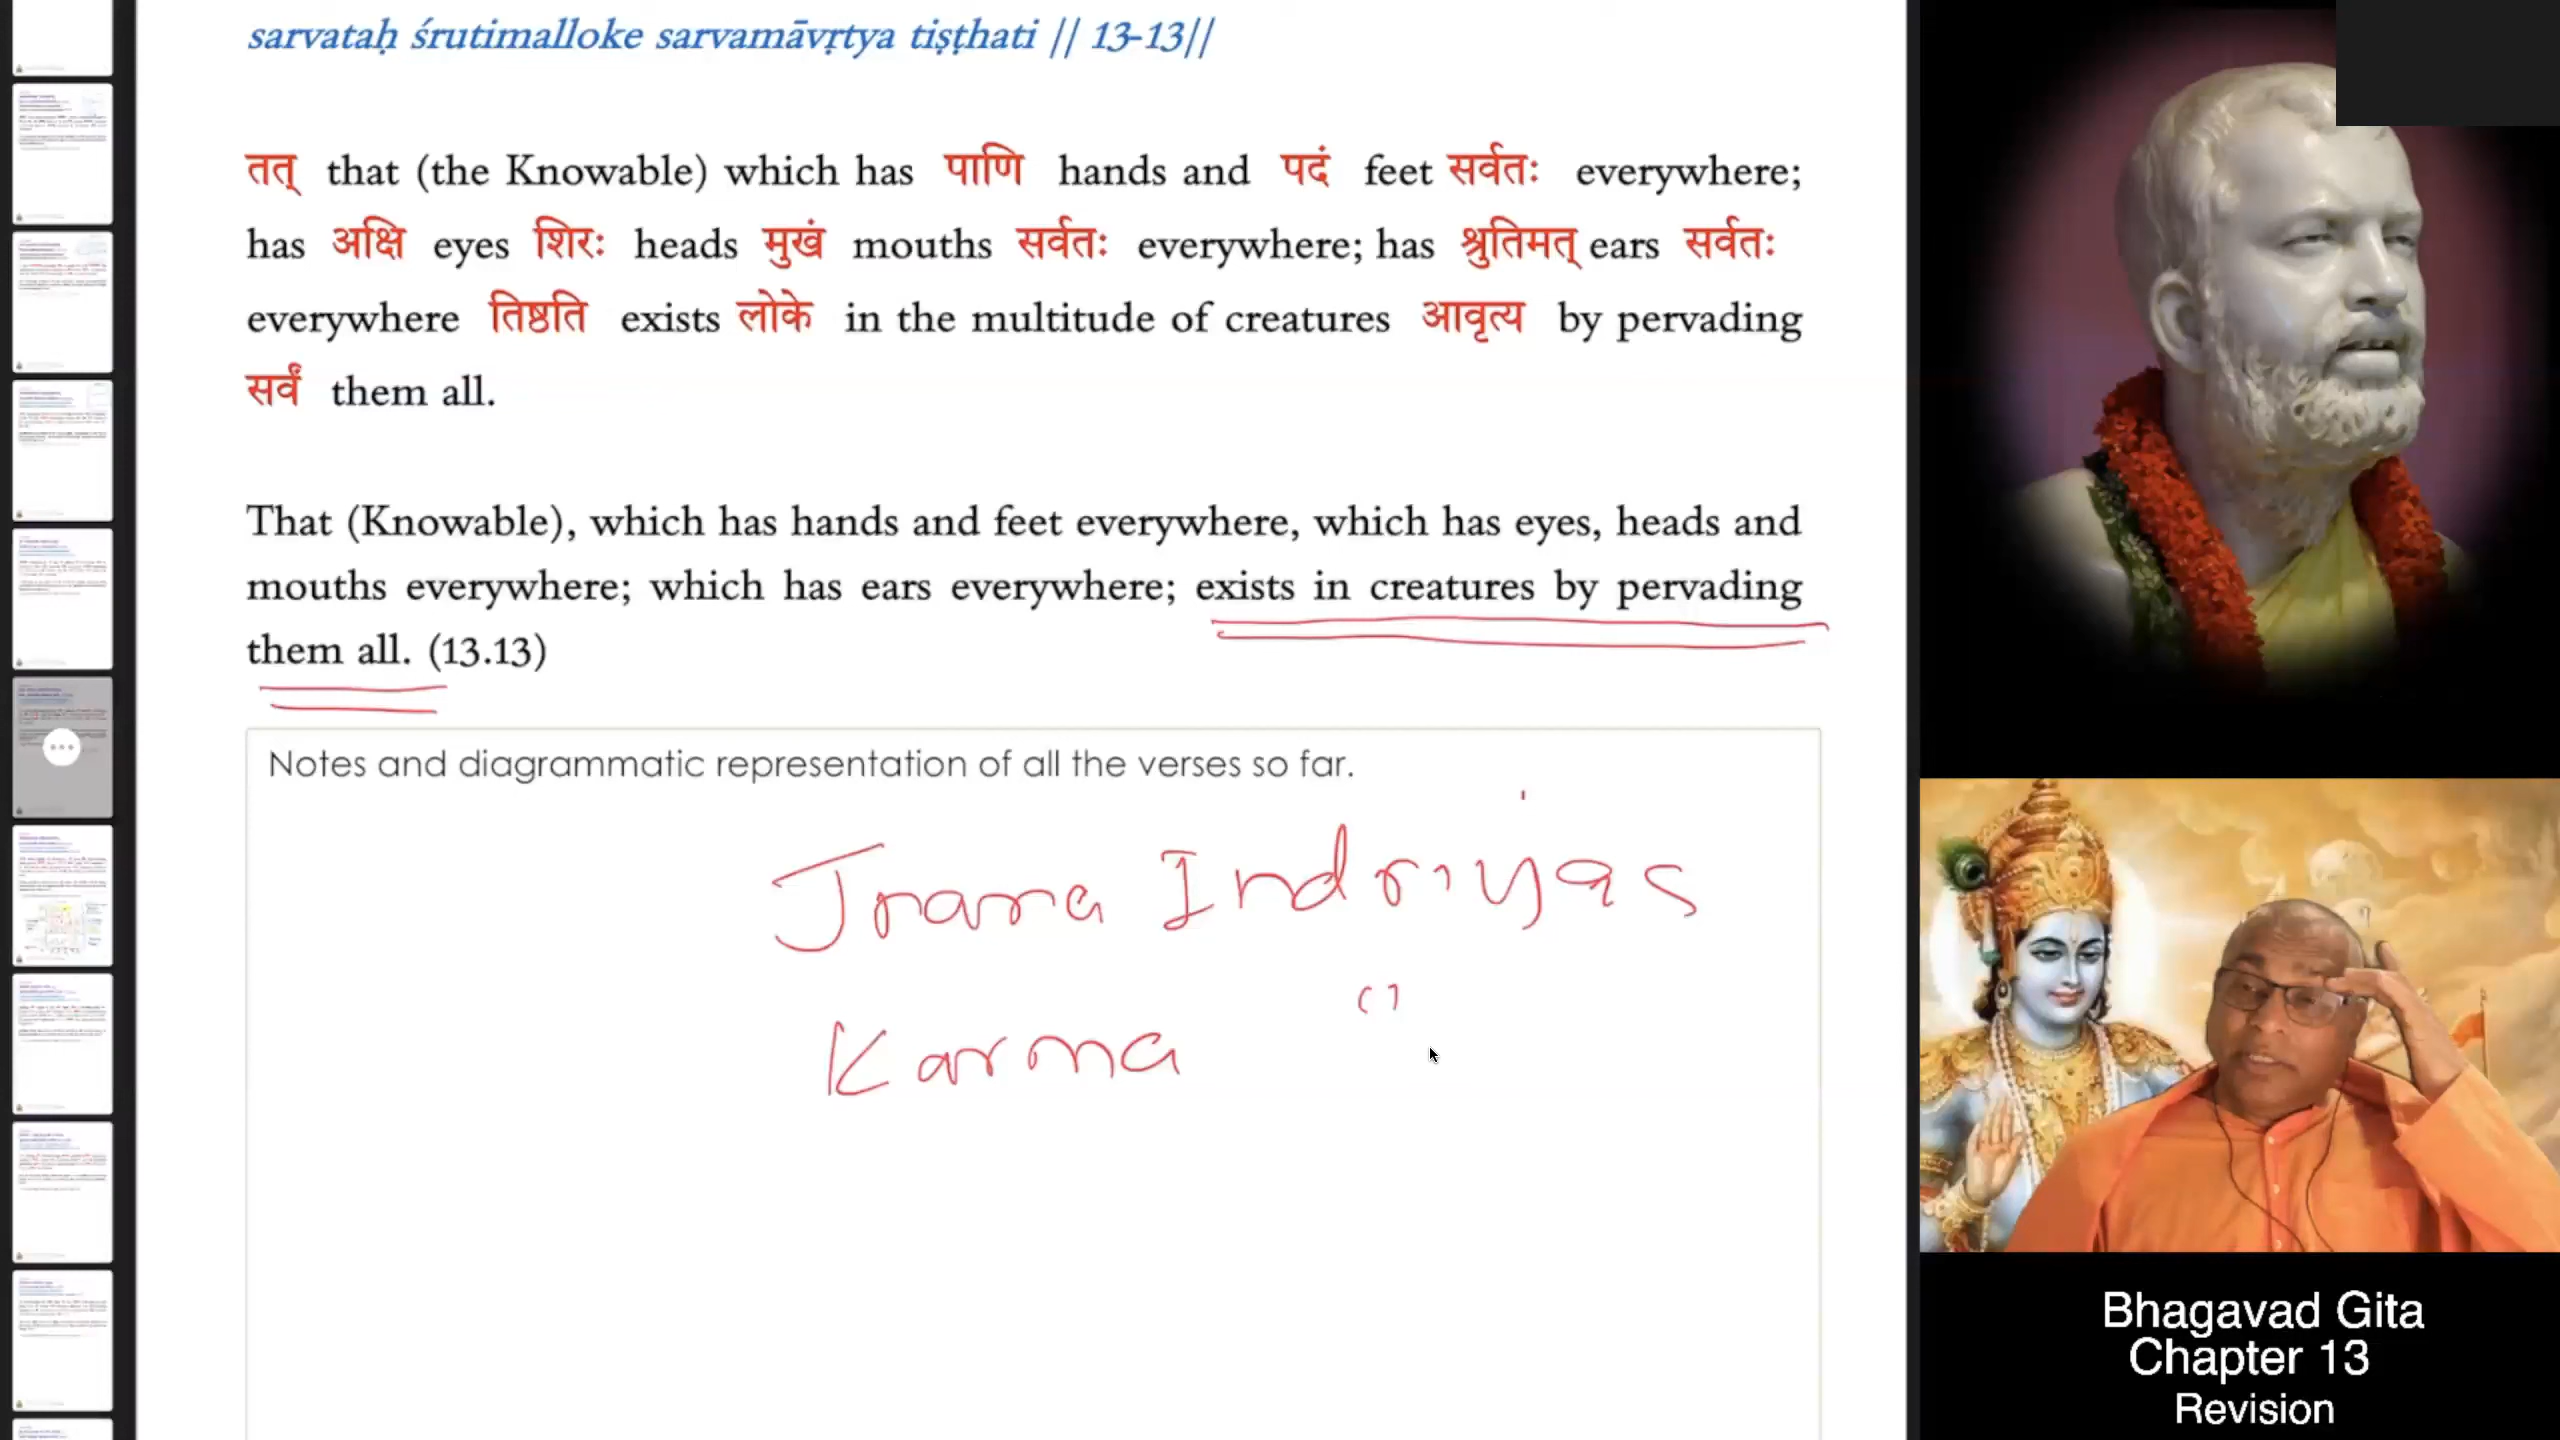 sarvataḥ śrutimalloke sarvamāvṛtya tiṣṭhati || 13-13||
तत् that (the Knowable) which has पाणि hands and पदं feet सर्वतः everywhere;
has अक्षि eyes शिरः heads मुखं mouths सर्वतः everywhere; has श्रुतिमत् ears सर्वतः
everywhere तिष्ठति exists लोके in the multitude of creatures आवृत्य by pervading
सर्वं them all.
That (Knowable), which has hands and feet everywhere, which has eyes, heads and
mouths everywhere; which has ears everywhere; exists in creatures by pervading
them all. (13.13)
Notes and diagrammatic representation of all the verses so far.
Jnana Indriyas
Karma "
Bhagavad Gita
Chapter 13
Revision